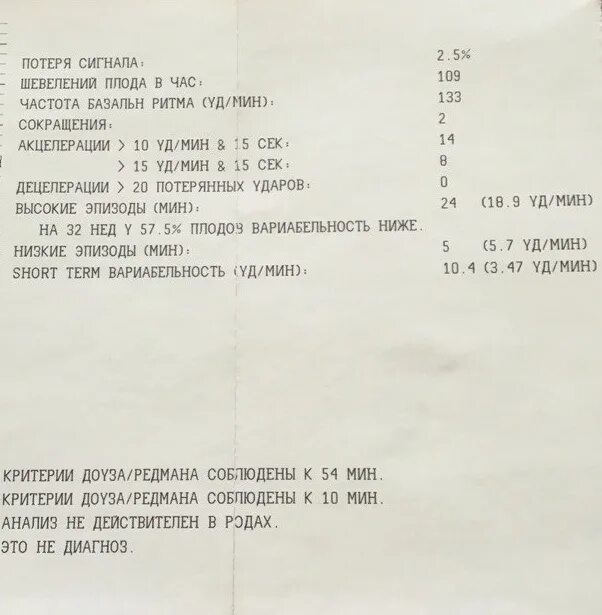 ПОТЕРЯ СИГНАЛА: 2.5%
ШЕВЕЛЕНИЙ ПЛОДА В ЧАС: 109
ЧАСТОТА БАЗАЛЬН РИТМА (УД/МИН): 133
СОКРАЩЕНИЯ: 2
АКЦЕЛЕРАЦИИ > 10 УД/МИН & 15 СЕК: 14
> 15 УД/МИН & 15 СЕК: 8
ДЕЦЕЛЕРАЦИИ > 20 ПОТЕРЯННЫХ УДАРОВ: 0
ВЫСОКИЕ ЭПИЗОДЫ (МИН): 24 (18.9 УД/МИН)
НА 32 НЕД У 57.5% ПЛОДОВ ВАРИАБЕЛЬНОСТЬ НИЖЕ.
НИЗКИЕ ЭПИЗОДЫ (МИН): 5 (5.7 УД/МИН)
SHORT TERM ВАРИАБЕЛЬНОСТЬ (УД/МИН): 10.4 (3.47 УД/МИН)
КРИТЕРИИ ДОУЗА/РЕДМАНА СОБЛЮДЕНЫ К 54 МИН.
КРИТЕРИИ ДОУЗА/РЕДМАНА СОБЛЮДЕНЫ К 10 МИН.
АНАЛИЗ НЕ ДЕЙСТВИТЕЛЕН В РОДАХ.
ЭТО НЕ ДИАГНОЗ.